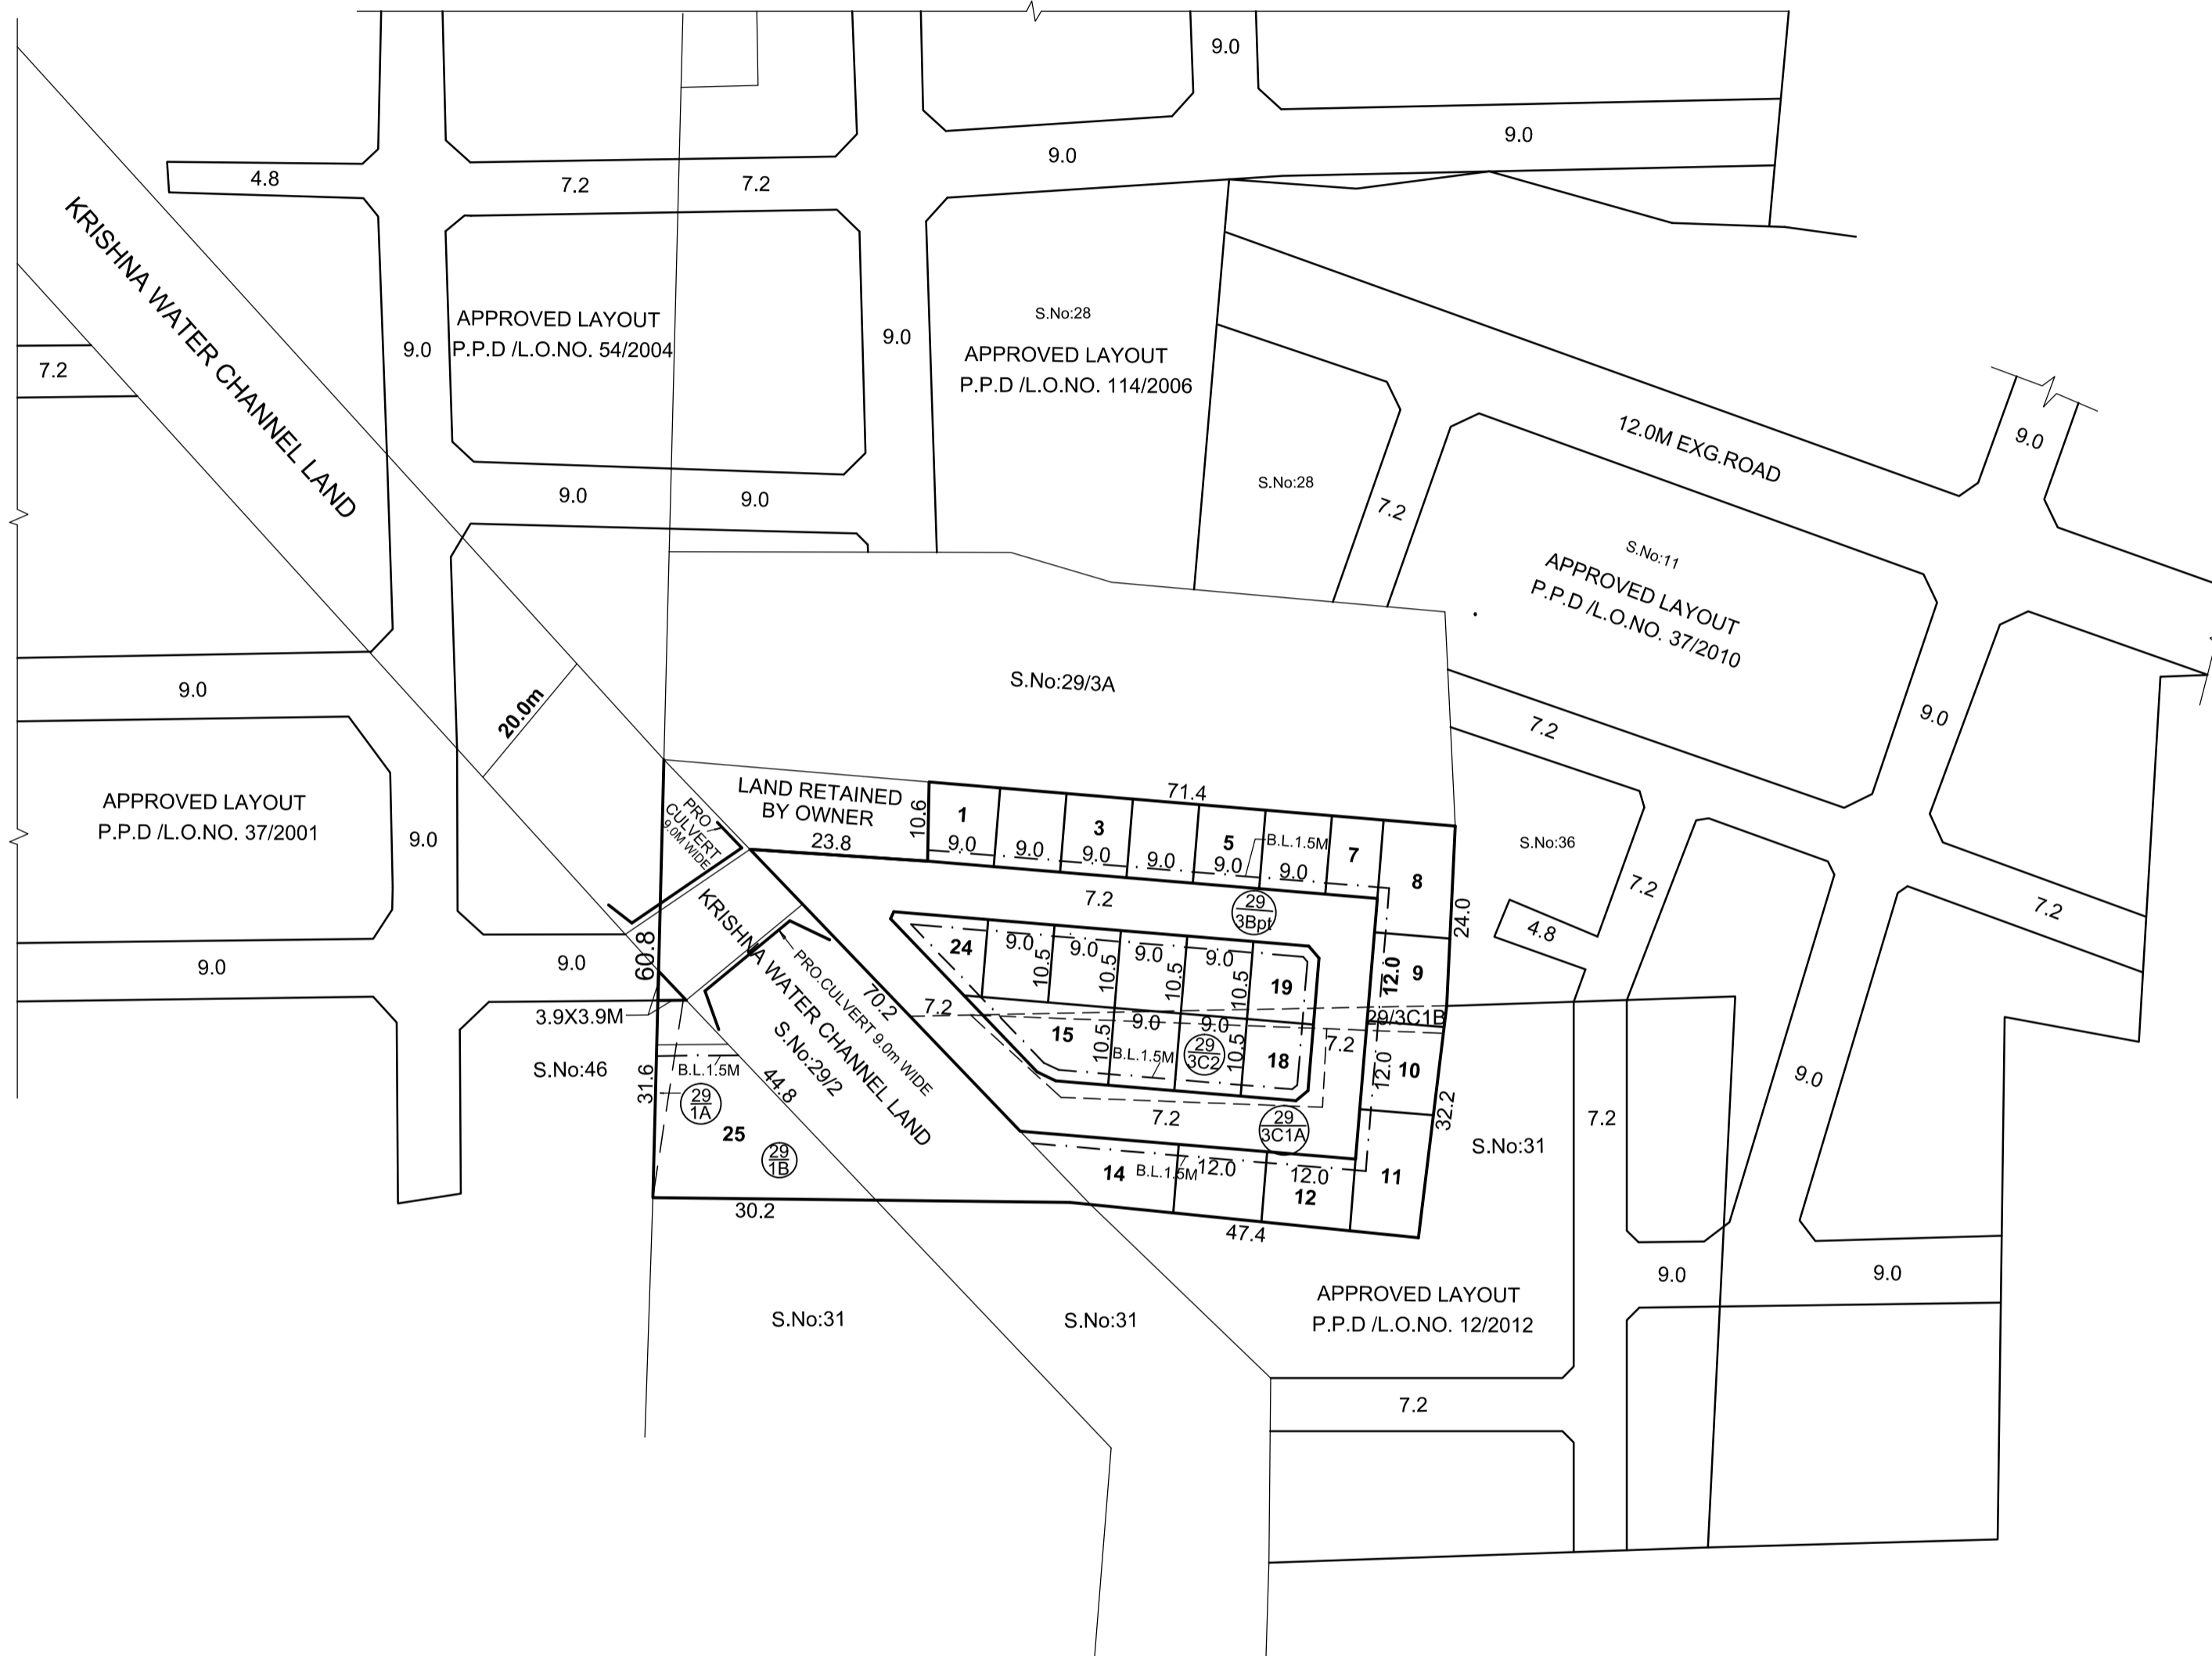 9.0
9.0
9.0
4.8
7.2
7.2
KRISHNA WATER CHANNEL LAND
APPROVED LAYOUT
P.P.D /L.O.NO. 54/2004
9.0
9.0
S.No:28
APPROVED LAYOUT
P.P.D /L.O.NO. 114/2006
7.2
12.0M EXG.ROAD
9.0
S.No:28
7.2
9.0
9.0
S.No:11
APPROVED LAYOUT
P.P.D /L.O.NO. 37/2010
S.No:29/3A
9.0
20.0m
7.2
9.0
APPROVED LAYOUT
P.P.D /L.O.NO. 37/2001
9.0
PRO.
CULVERT
9.0M WIDE
LAND RETAINED
BY OWNER
23.8
10.6
71.4
1
3
5
7
8
B.L.1.5M
9.0
9.0
9.0
9.0
9.0
9.0
S.No:36
7.2
7.2
4.8
7.2
29
3Bpt
24.0
24
9.0
9.0
9.0
9.0
10.5
10.5
10.5
10.5
19
12.0
9
9.0
9.0
60.8
KRISHNA WATER CHANNEL LAND
S.No:29/2
PRO.CULVERT 9.0m WIDE
70.2
7.2
3.9X3.9M
29/3C1B
15
10.5
9.0
9.0
B.L.1.5M
29
3C2
10.5
18
7.2
12.0
10
S.No:46
31.6
B.L.1.5M
29
1A
44.8
25
29
1B
7.2
29
3C1A
32.2
9.0
7.2
S.No:31
14
B.L.1.5M
12.0
12.0
12
11
30.2
47.4
9.0
9.0
S.No:31
S.No:31
APPROVED LAYOUT
P.P.D /L.O.NO. 12/2012
7.2